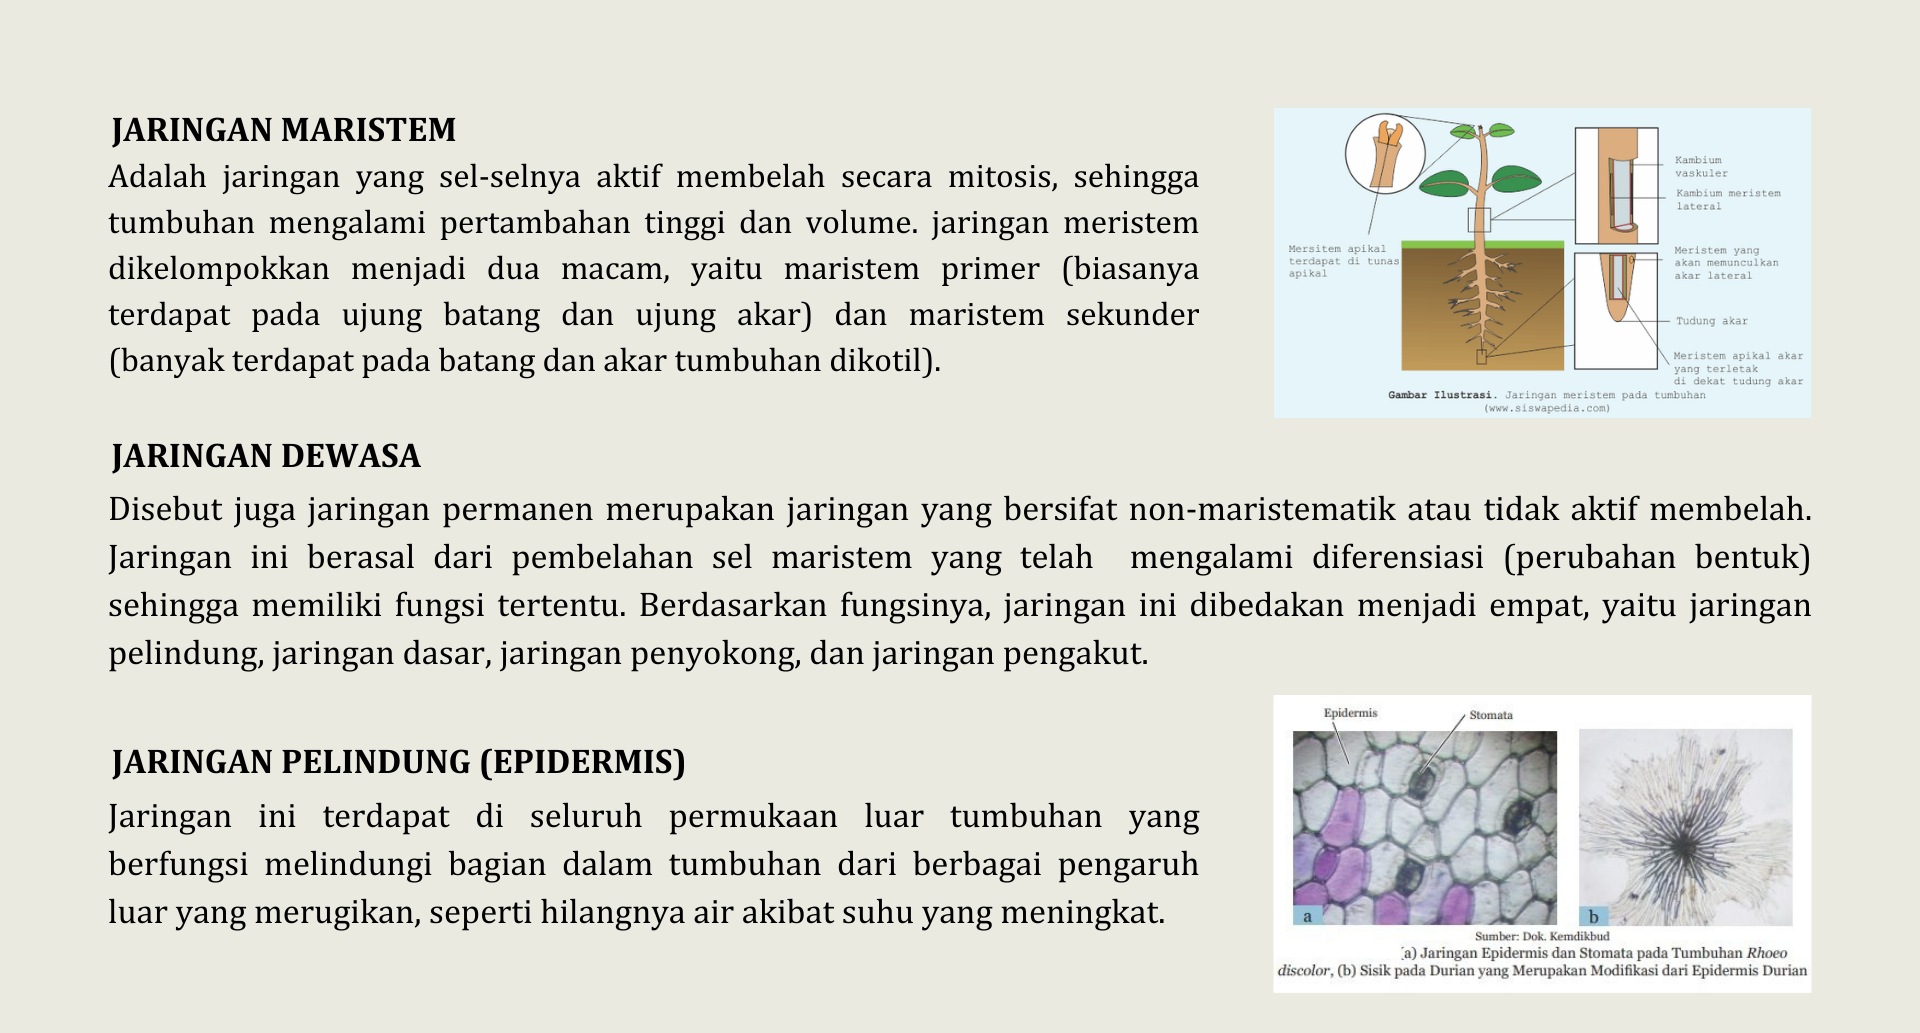 JARINGAN MARISTEM
Adalah jaringan yang sel-selnya aktif membelah secara mitosis, sehingga
tumbuhan mengalami pertambahan tinggi dan volume. jaringan meristem
dikelompokkan menjadi dua macam, yaitu maristem primer (biasanya
terdapat pada ujung batang dan ujung akar) dan maristem sekunder
(banyak terdapat pada batang dan akar tumbuhan dikotil).
Mersitem apikal
terdapat di tunas
apikal
Kambium
vaskuler
Kambium meristem
lateral
Meristem yang
akan memunculkan
akar lateral
Tudung akar
Meristem apikal akar
yang terletak
di dekat tudung akar
Gambar Ilustrasi. Jaringan meristem pada tumbuhan
(www.siswapedia.com)
JARINGAN DEWASA
Disebut juga jaringan permanen merupakan jaringan yang bersifat non-maristematik atau tidak aktif membelah.
Jaringan ini berasal dari pembelahan sel maristem yang telah mengalami diferensiasi (perubahan bentuk)
sehingga memiliki fungsi tertentu. Berdasarkan fungsinya, jaringan ini dibedakan menjadi empat, yaitu jaringan
pelindung, jaringan dasar, jaringan penyokong, dan jaringan pengakut.
JARINGAN PELINDUNG (EPIDERMIS)
Jaringan ini terdapat di seluruh permukaan luar tumbuhan yang
berfungsi melindungi bagian dalam tumbuhan dari berbagai pengaruh
luar yang merugikan, seperti hilangnya air akibat suhu yang meningkat.
Epidermis
Stomata
a
b
Sumber: Dok. Kemdikbud
(a) Jaringan Epidermis dan Stomata pada Tumbuhan Rhoeo
discolor, (b) Sisik pada Durian yang Merupakan Modifikasi dari Epidermis Durian